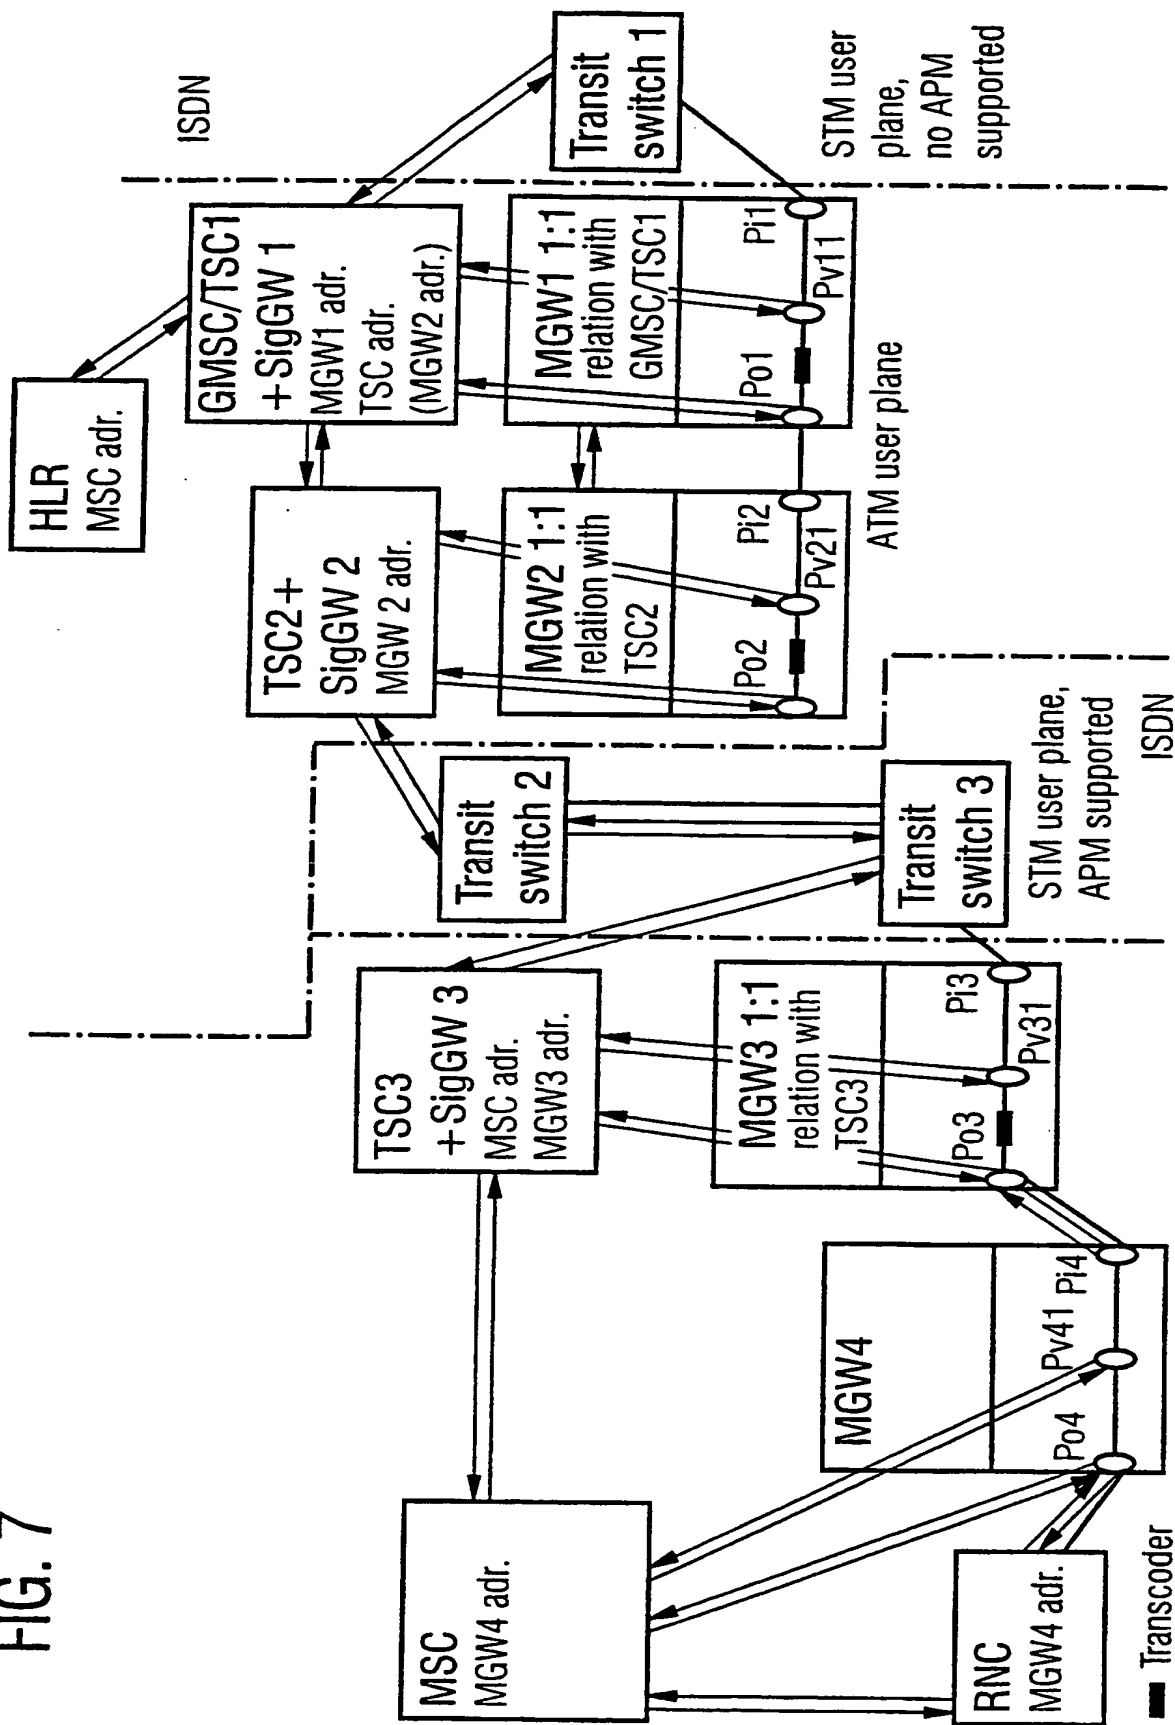 FIG. 7
HLR
MSC adr.
ISDN
GMSC/TSC1
+SigGW 1
MGW1 adr.
TSC adr.
(MGW2 adr.)
Transit
switch 1
TSC2+
SigGW 2
MGW 2 adr.
MGW2 1:1
relation with
TSC2
Po2
Pi2
Pv21
MGW1 1:1
relation with
GMSC/TSC1
Po1
Pi1
Pv11
STM user
plane,
no APM
supported
ATM user plane
Transit
switch 2
Transit
switch 3
STM user plane,
APM supported
ISDN
TSC3
+SigGW 3
MSC adr.
MGW3 adr.
MGW3 1:1
relation with
TSC3
Po3
Pi3
Pv31
MSC
MGW4 adr.
MGW4
Po4
Pv41
Pi4
RNC
MGW4 adr.
Transcoder